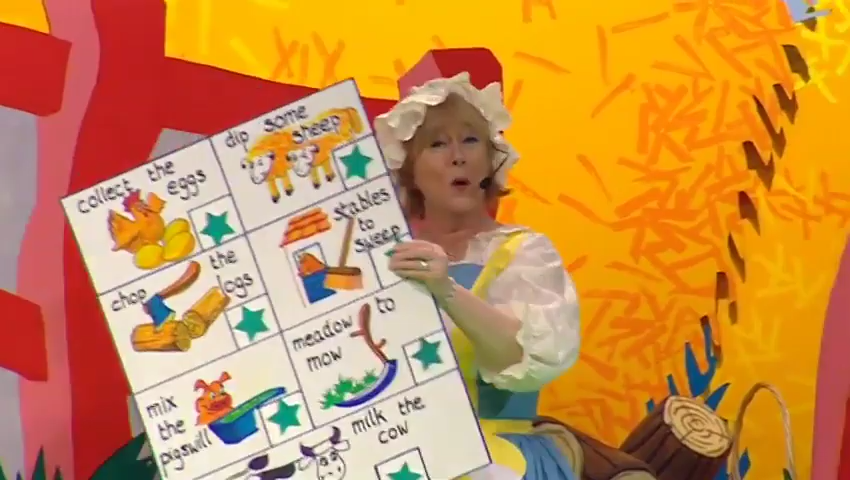 collect the
eggs
dip some
sheep
chop the
logs
stables
to
sweep
mix
the
pigswill
meadow to
mow
milk the
cow